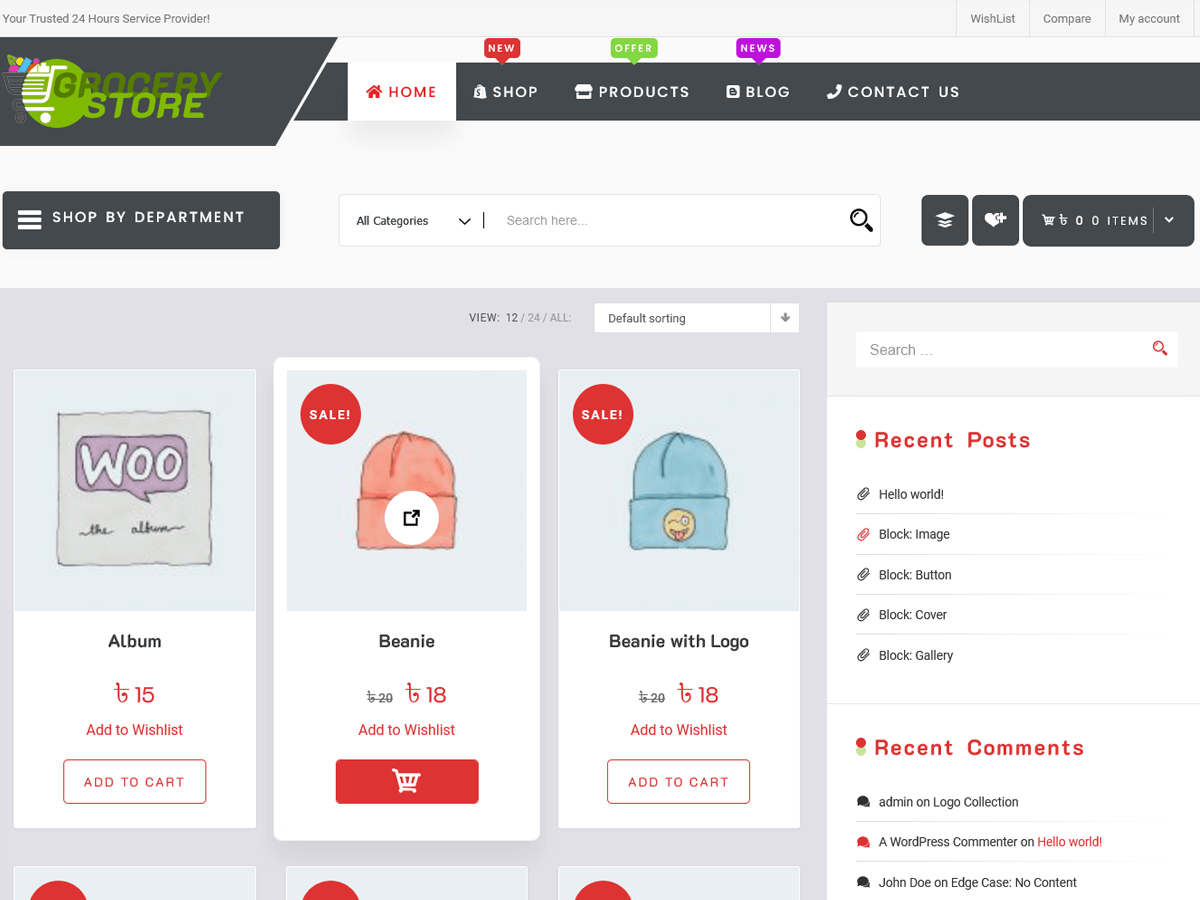 Your Trusted 24 Hours Service Provider!
WishList
Compare
My account
GROCERY
STORE
NEW
OFFER
NEWS
HOME
SHOP
PRODUCTS
BLOG
CONTACT US
SHOP BY DEPARTMENT
All Categories
Search here...
৳ 0 0 ITEMS
VIEW: 12 / 24 / ALL:
Default sorting
Search …
WOO
the album
SALE!
SALE!
Album
Beanie
Beanie with Logo
৳ 15
৳ 20 ৳ 18
৳ 20 ৳ 18
Add to Wishlist
Add to Wishlist
Add to Wishlist
ADD TO CART
ADD TO CART
Recent Posts
Hello world!
Block: Image
Block: Button
Block: Cover
Block: Gallery
Recent Comments
admin on Logo Collection
A WordPress Commenter on Hello world!
John Doe on Edge Case: No Content